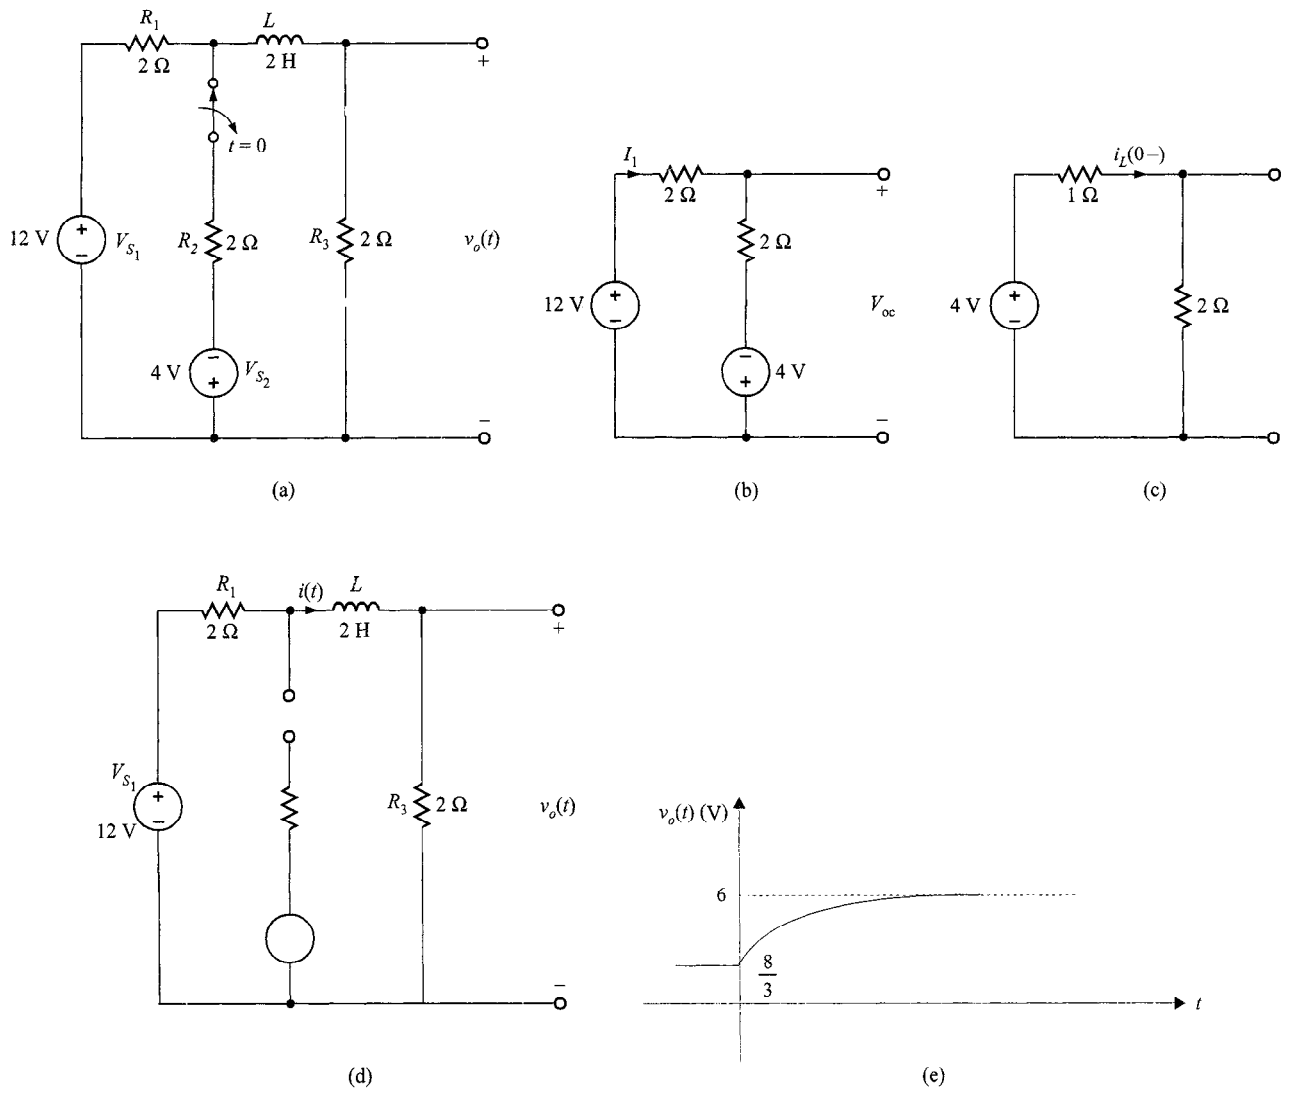 R1
L
2 Ω
2 H
+
t = 0
12 V
+
−
VS1
R2
2 Ω
R3
2 Ω
vo(t)
4 V
−
+
VS2
−
(a)
I1
2 Ω
+
2 Ω
12 V
+
−
Voc
−
+
4 V
−
(b)
iL(0−)
1 Ω
4 V
+
−
2 Ω
(c)
R1
i(t)
L
2 Ω
2 H
+
VS1
+
−
12 V
R3
2 Ω
vo(t)
−
(d)
vo(t) (V)
6
8
3
t
(e)